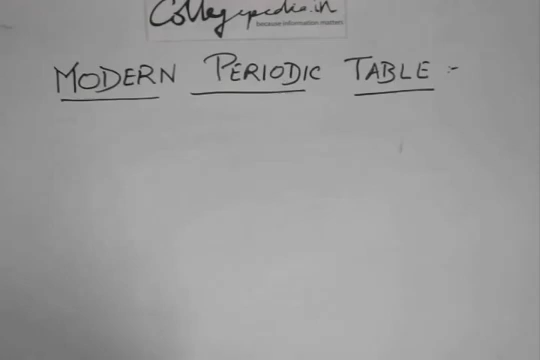 Collegepedia.in
because information matters
MODERN PERIODIC TABLE :-